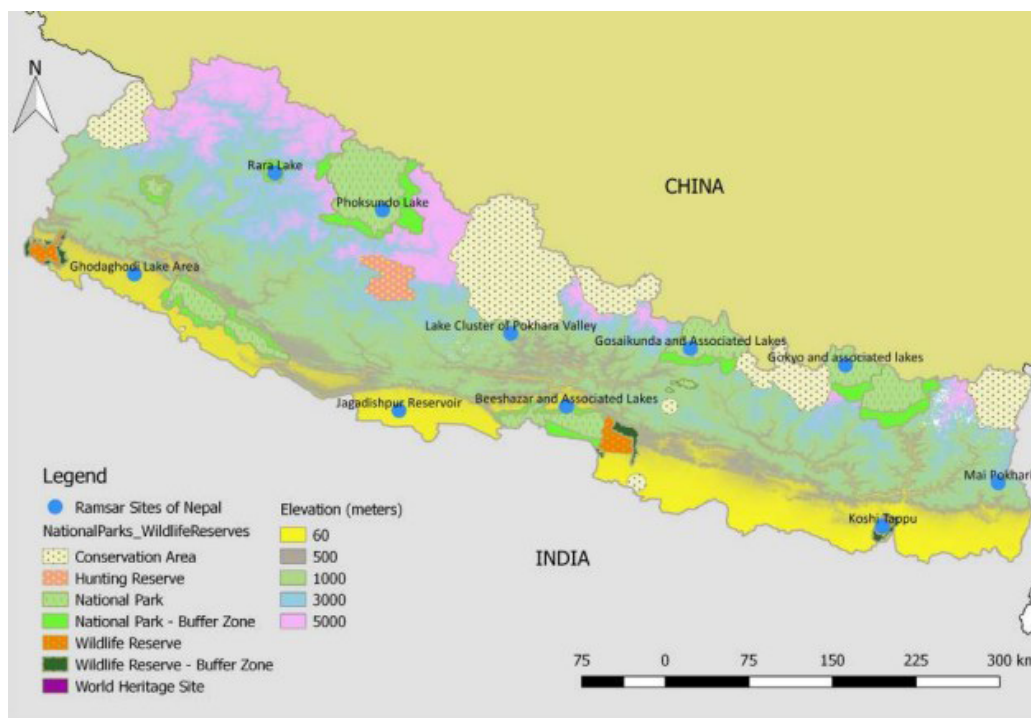 N
Rara Lake
CHINA
Phoksundo Lake
Ghodaghodi Lake Area
Lake Cluster of Pokhara Valley
Gosaikunda and Associated Lakes
Gokyo and associated lakes
Jagadishpur Reservoir
Beeshazar and Associated Lakes
Mai Pokhari
Koshi Tappu
INDIA
Legend
Ramsar Sites of Nepal
NationalParks_WildlifeReserves
Conservation Area
Hunting Reserve
National Park
National Park - Buffer Zone
Wildlife Reserve
Wildlife Reserve - Buffer Zone
World Heritage Site
Elevation (meters)
60
500
1000
3000
5000
75 0 75 150 225 300 km